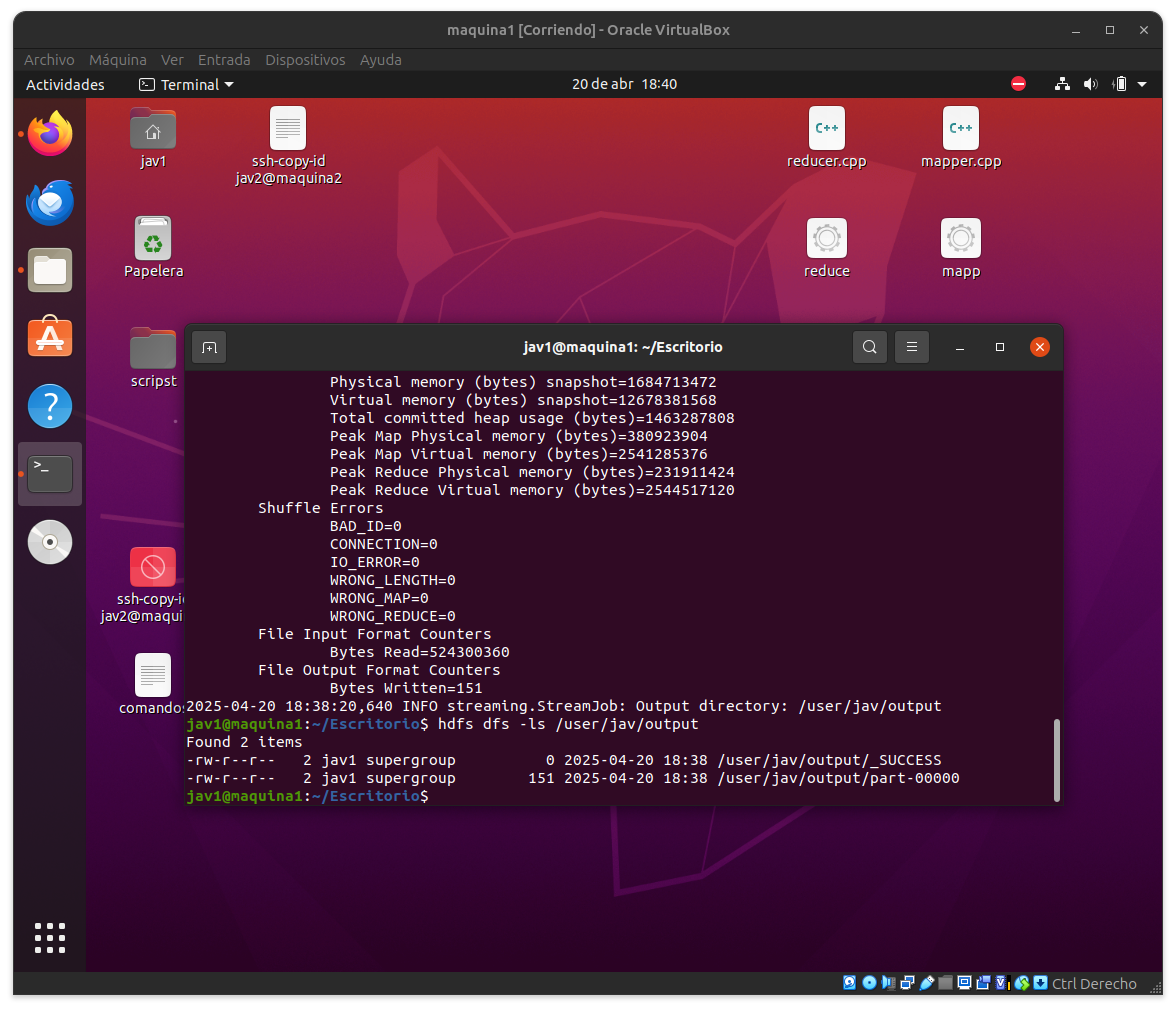 maquina1 [Corriendo] - Oracle VirtualBox
Archivo Máquina Ver Entrada Dispositivos Ayuda
Actividades Terminal 20 de abr 18:40
jav1
ssh-copy-id
jav2@maquina2
C++
reducer.cpp
C++
mapper.cpp
Papelera
reduce
mapp
scripst
ssh-copy-id
jav2@maqui
comandos
jav1@maquina1: ~/Escritorio
Physical memory (bytes) snapshot=1684713472
Virtual memory (bytes) snapshot=12678381568
Total committed heap usage (bytes)=1463287808
Peak Map Physical memory (bytes)=380923904
Peak Map Virtual memory (bytes)=2541285376
Peak Reduce Physical memory (bytes)=231911424
Peak Reduce Virtual memory (bytes)=2544517120
Shuffle Errors
BAD_ID=0
CONNECTION=0
IO_ERROR=0
WRONG_LENGTH=0
WRONG_MAP=0
WRONG_REDUCE=0
File Input Format Counters
Bytes Read=524300360
File Output Format Counters
Bytes Written=151
2025-04-20 18:38:20,640 INFO streaming.StreamJob: Output directory: /user/jav/output
jav1@maquina1:~/Escritorio$ hdfs dfs -ls /user/jav/output
Found 2 items
-rw-r--r-- 2 jav1 supergroup 0 2025-04-20 18:38 /user/jav/output/_SUCCESS
-rw-r--r-- 2 jav1 supergroup 151 2025-04-20 18:38 /user/jav/output/part-00000
jav1@maquina1:~/Escritorio$
Ctrl Derecho